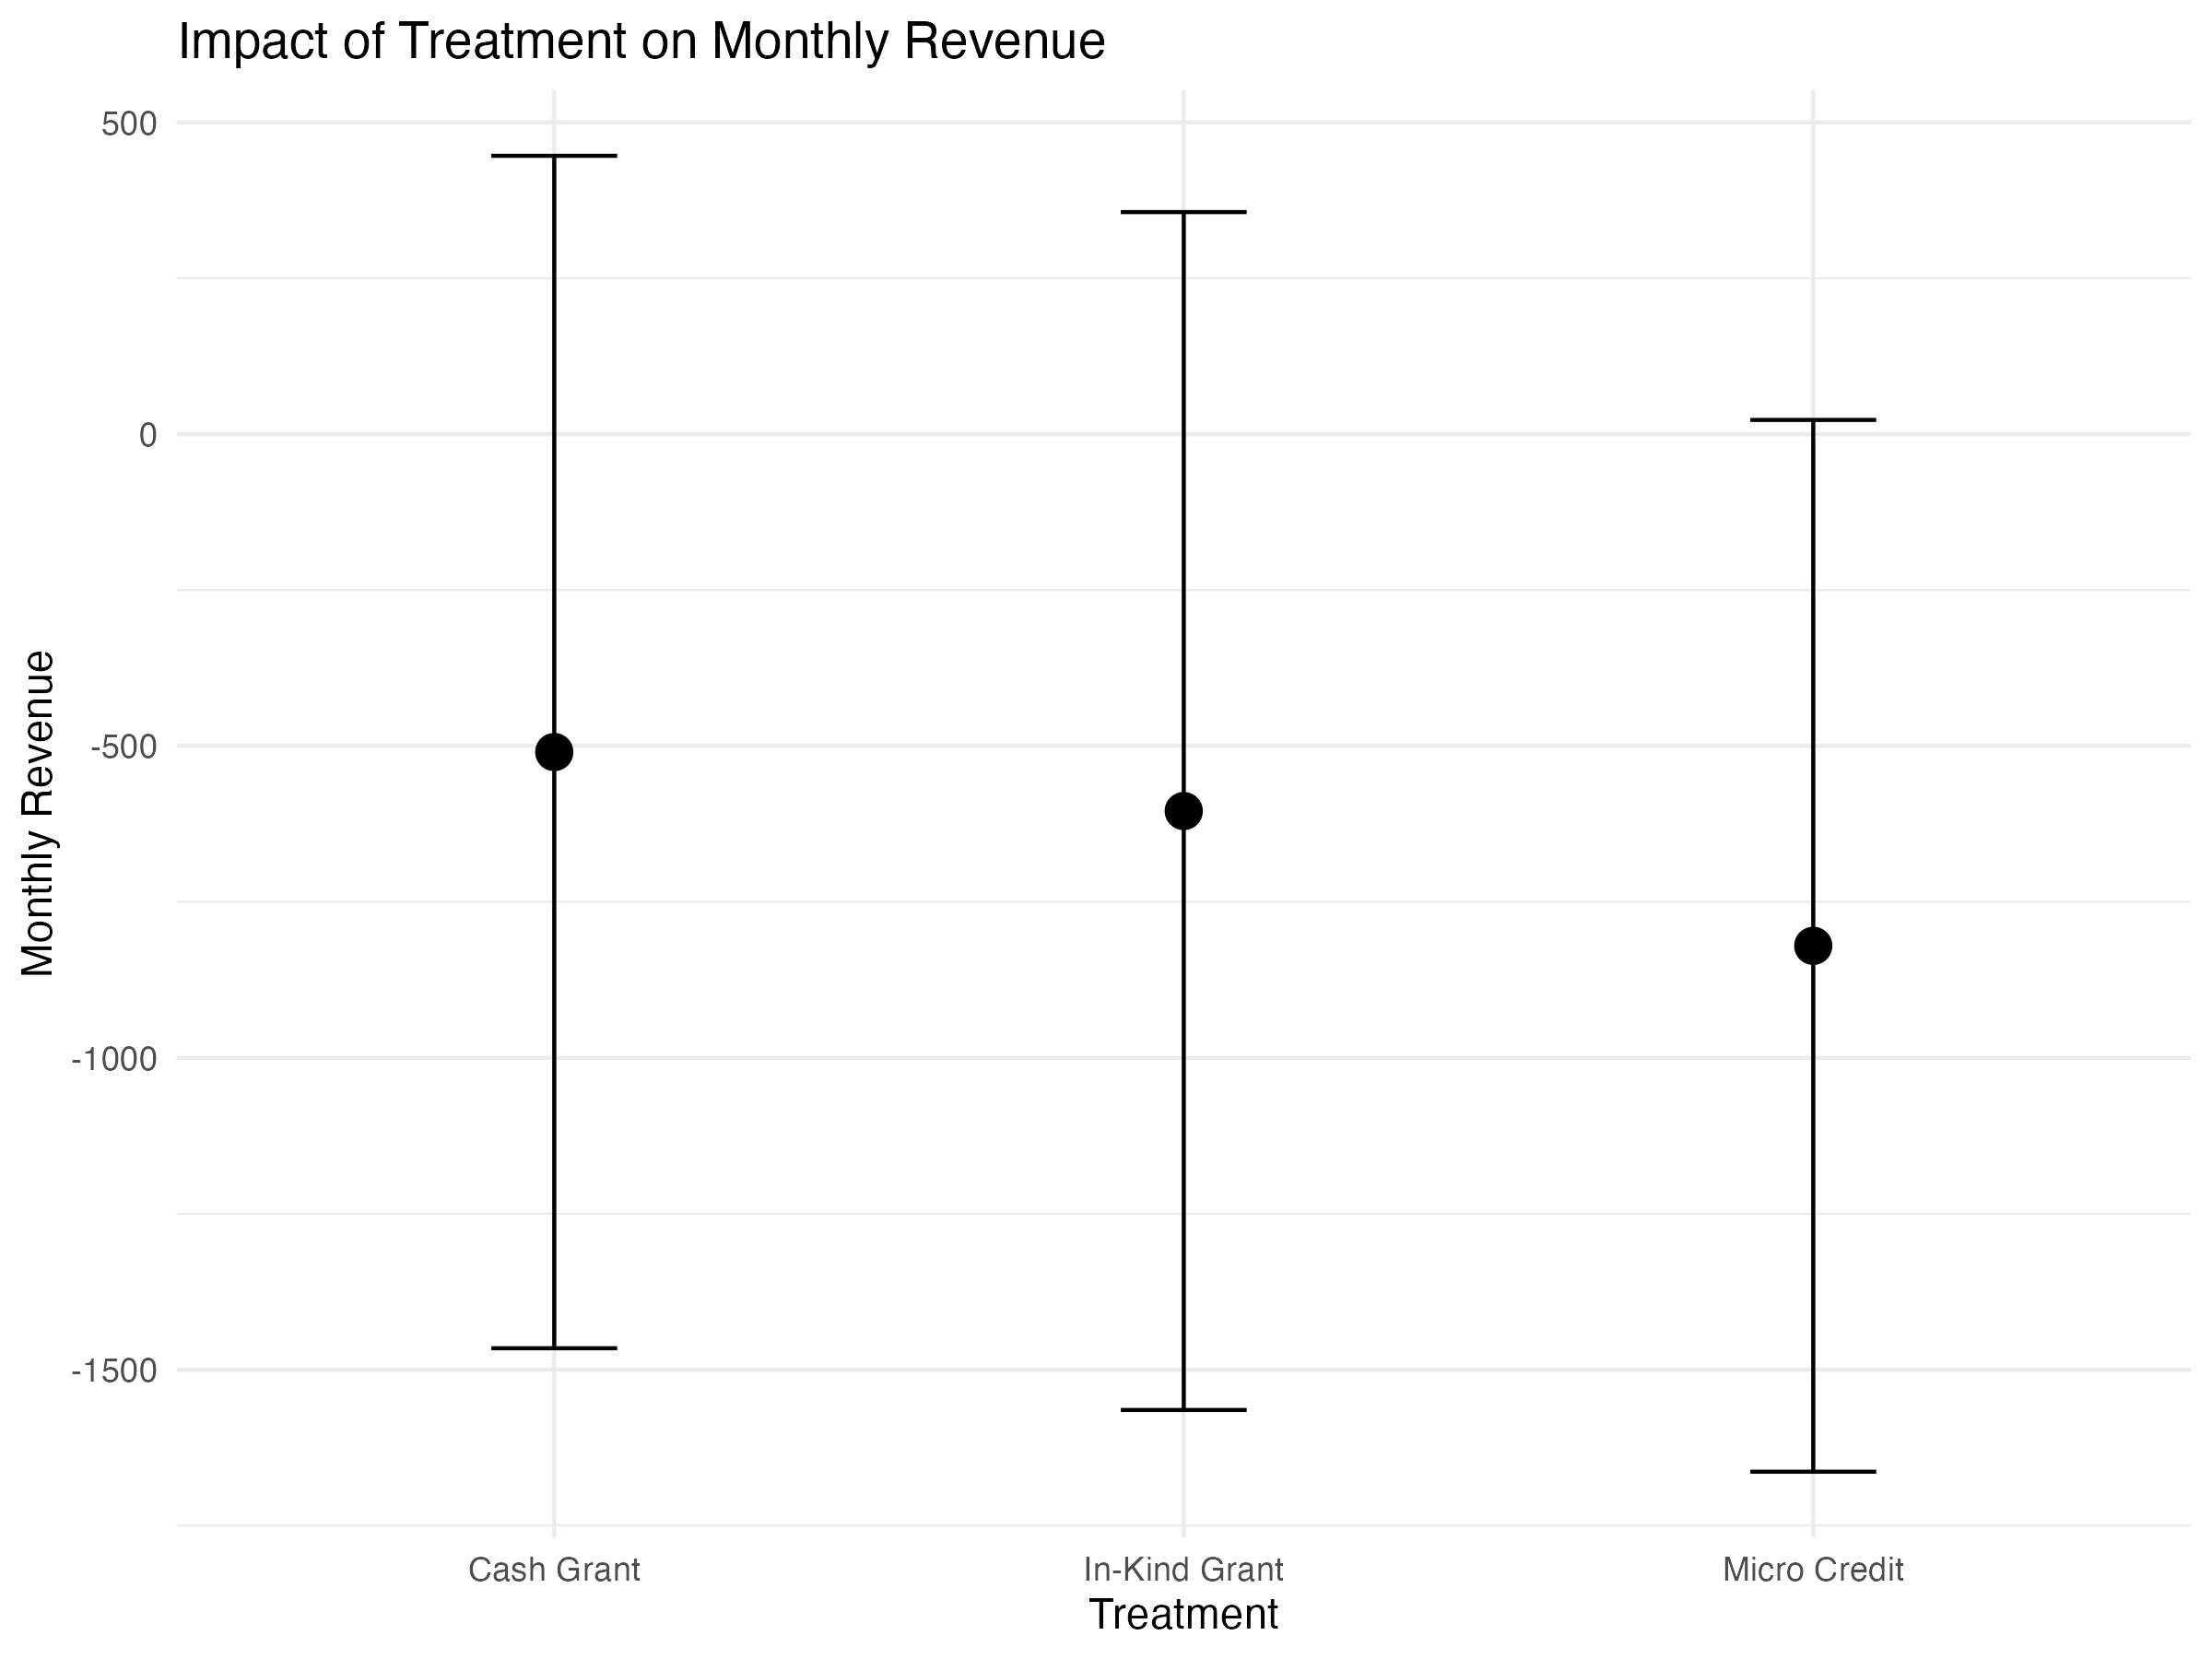 Impact of Treatment on Monthly Revenue
500
0
-500
-1000
-1500
Monthly Revenue
Cash Grant
In-Kind Grant
Micro Credit
Treatment